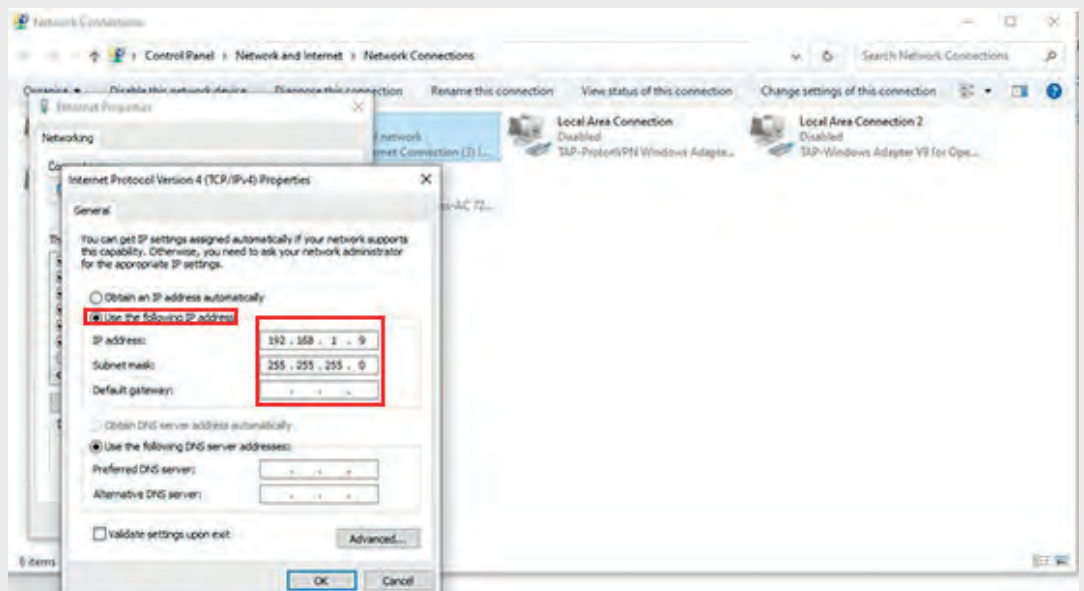 Network Connections
Control Panel › Network and Internet › Network Connections
Search Network Connections
Organise Disable this network device Diagnose this connection Rename this connection View status of this connection Change settings of this connection
Ethernet Properties
Networking
network
Local Area Connection
Disabled
TAP-ProtonVPN Windows Adapte...
Local Area Connection 2
Disabled
TAP-Windows Adapter V9 for Ope...
Internet Protocol Version 4 (TCP/IPv4) Properties
General
You can get IP settings assigned automatically if your network supports
this capability. Otherwise, you need to ask your network administrator
for the appropriate IP settings.
Obtain an IP address automatically
Use the following IP address
IP address: 192 . 168 . 1 . 9
Subnet mask: 255 . 255 . 255 . 0
Default gateway: . . .
Obtain DNS server address automatically
Use the following DNS server addresses:
Preferred DNS server: . . .
Alternative DNS server: . . .
Validate settings upon exit
Advanced...
OK Cancel
items